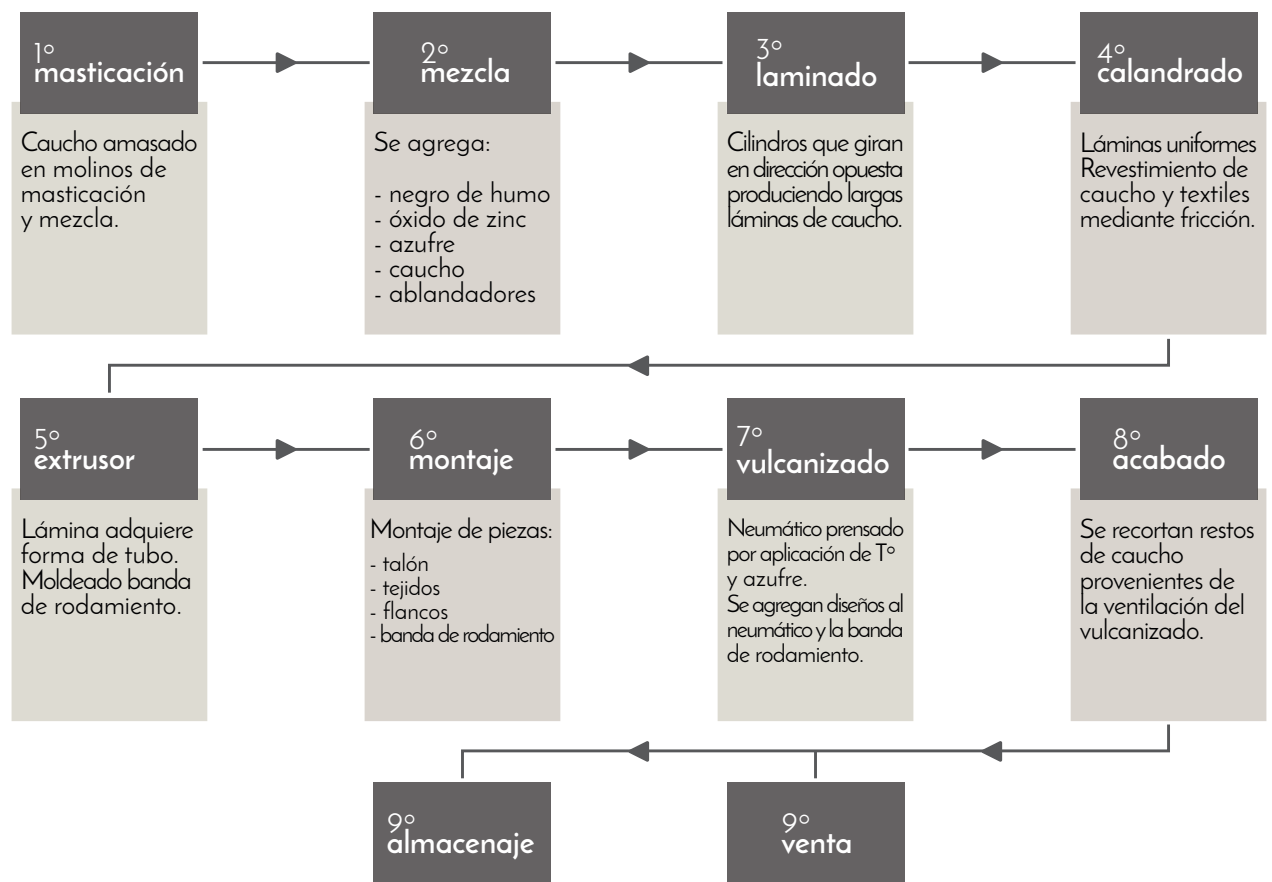 1°
masticación
Caucho amasado
en molinos de
masticación
y mezcla.
2°
mezcla
Se agrega:
- negro de humo
- óxido de zinc
- azufre
- caucho
- ablandadores
3°
laminado
Cilindros que giran
en dirección opuesta
produciendo largas
láminas de caucho.
4°
calandrado
Láminas uniformes
Revestimiento de
caucho y textiles
mediante fricción.
5°
extrusor
Lámina adquiere
forma de tubo.
Moldeado banda
de rodamiento.
6°
montaje
Montaje de piezas:
- talón
- tejidos
- flancos
- banda de rodamiento
7°
vulcanizado
Neumático prensado
por aplicación de T°
y azufre.
Se agregan diseños al
neumático y la banda
de rodamiento.
8°
acabado
Se recortan restos
de caucho
provenientes de
la ventilación del
vulcanizado.
9°
almacenaje
9°
venta